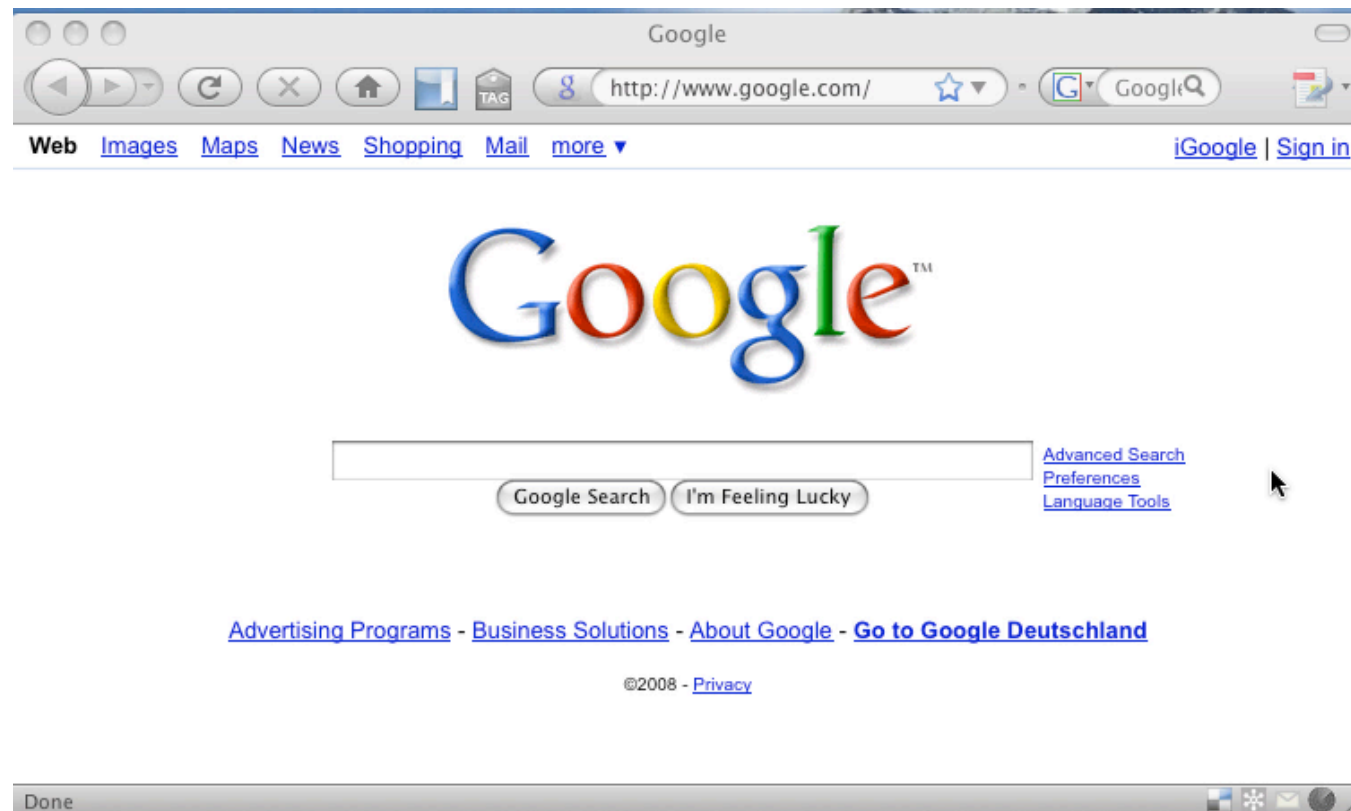 Google
TAG g http://www.google.com/ G Google
Web Images Maps News Shopping Mail more ▼ iGoogle | Sign in
Google™
Advanced Search
Preferences
Google Search I'm Feeling Lucky Language Tools
Advertising Programs - Business Solutions - About Google - Go to Google Deutschland
©2008 - Privacy
Done